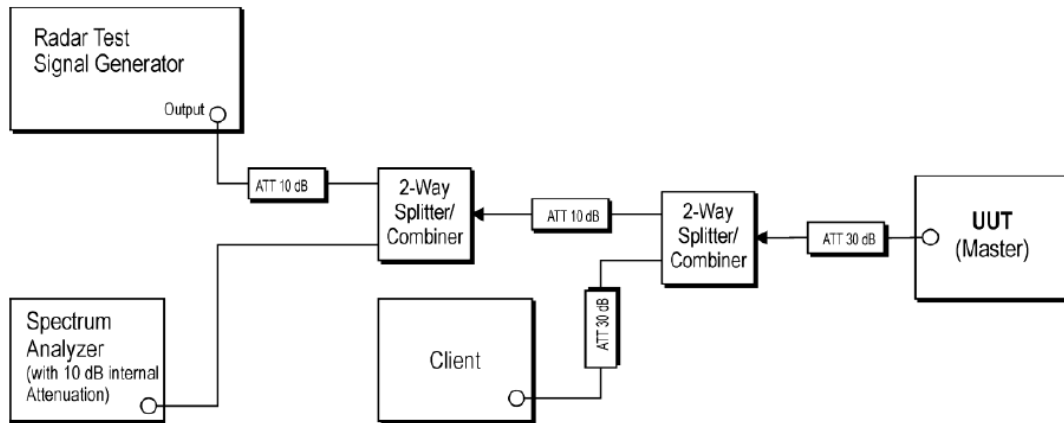 Radar Test
Signal Generator
Output
ATT 10 dB
2-Way
Splitter/
Combiner
ATT 10 dB
2-Way
Splitter/
Combiner
ATT 30 dB
UUT
(Master)
Spectrum
Analyzer
(with 10 dB internal
Attenuation)
Client
ATT 30 dB